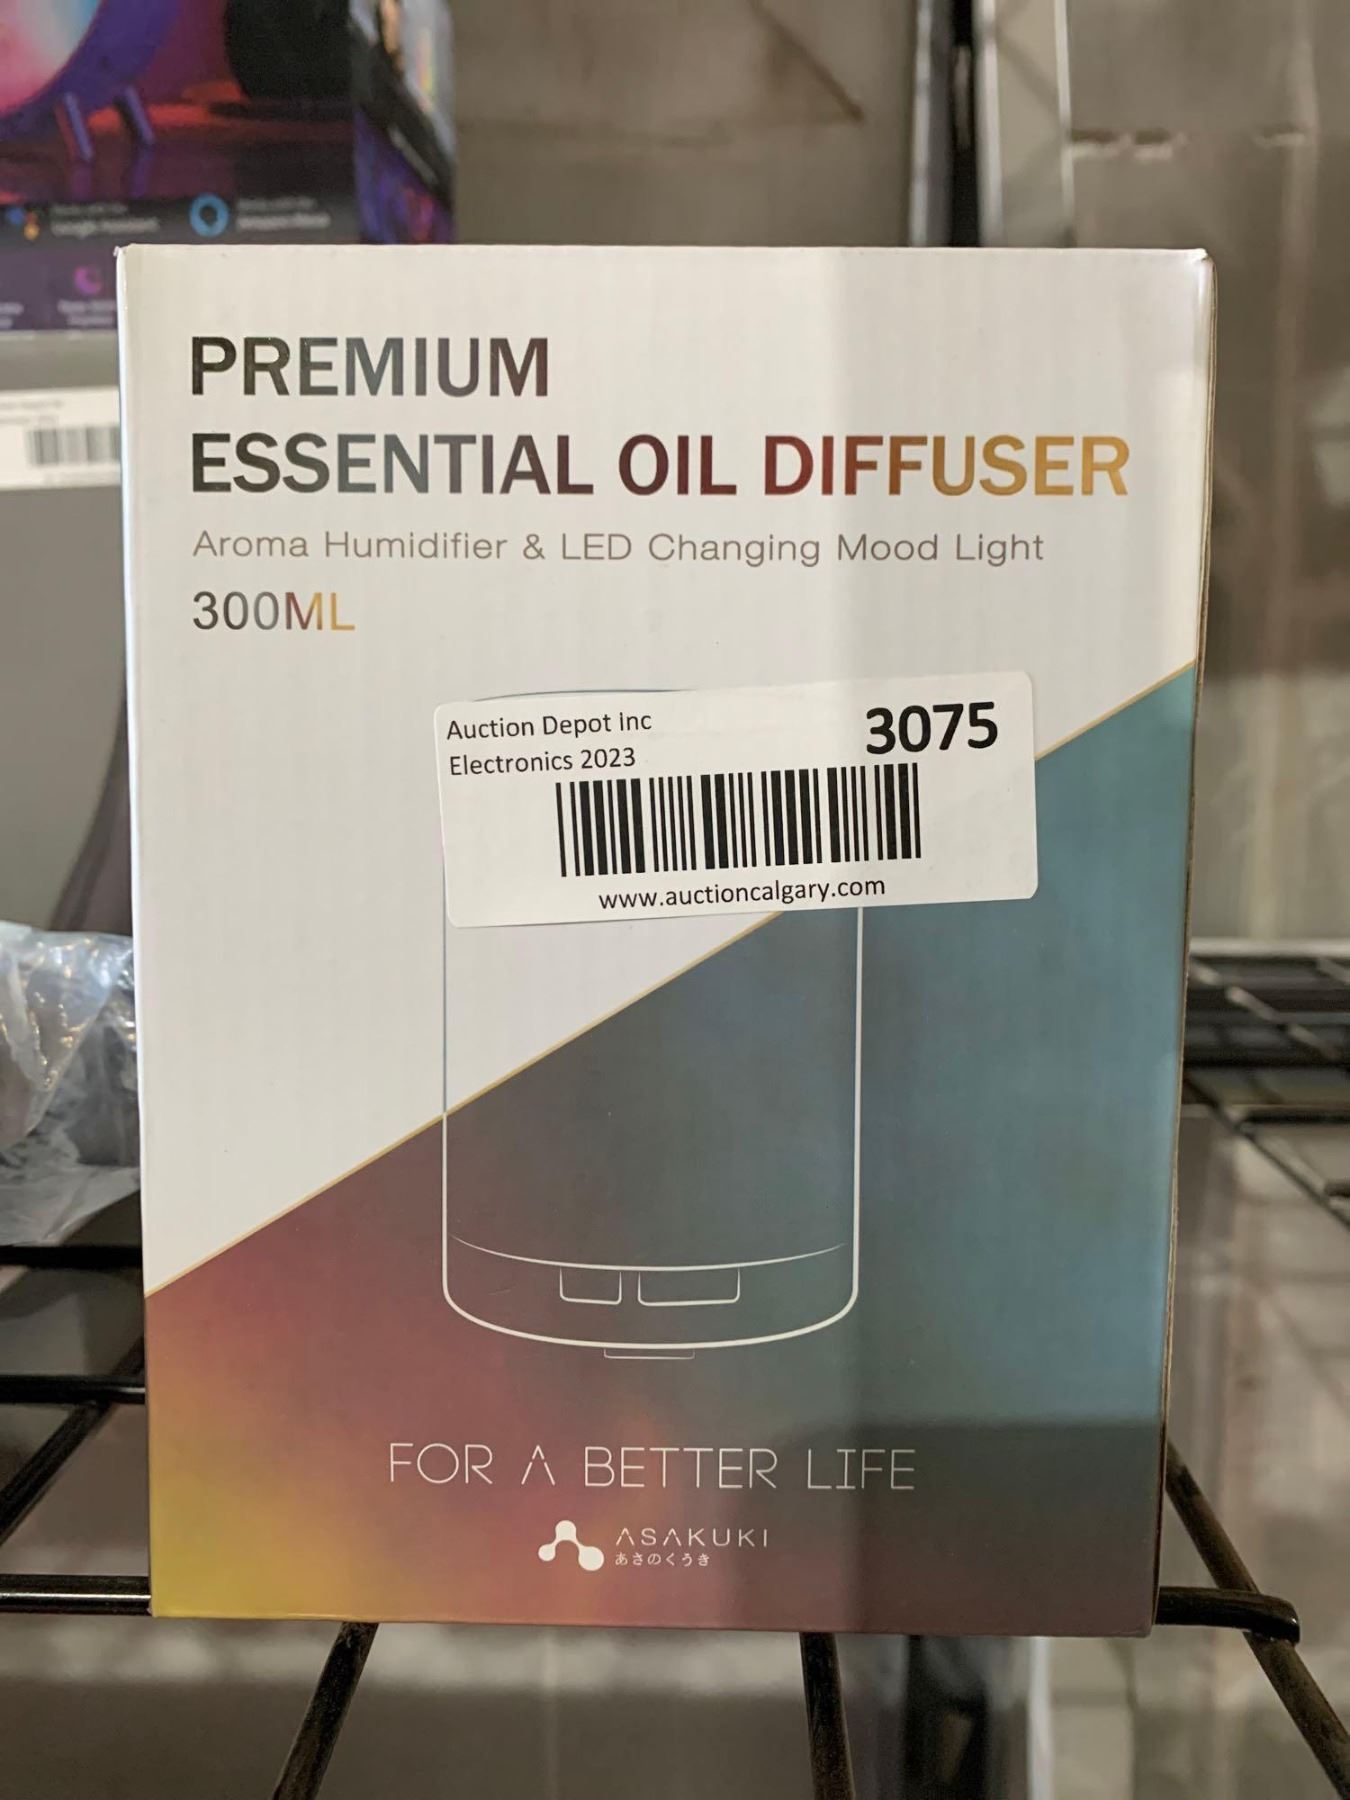 PREMIUM
ESSENTIAL OIL DIFFUSER
Aroma Humidifier & LED Changing Mood Light
300ML
Auction Depot inc
Electronics 2023
3075
www.auctioncalgary.com
FOR A BETTER LIFE
ASAKUKI
あさのくうき